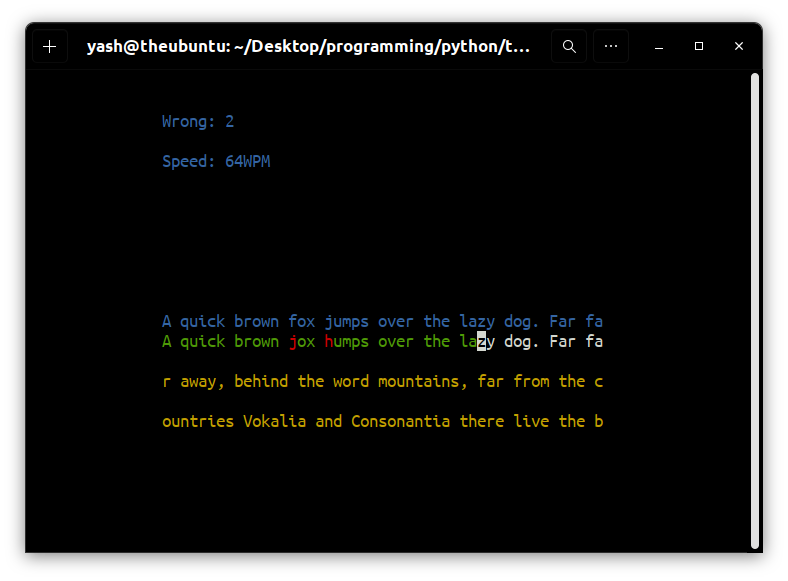 yash@theubuntu: ~/Desktop/programming/python/t...
Wrong: 2
Speed: 64WPM
A quick brown fox jumps over the lazy dog. Far fa
A quick brown jox humps over the lazy dog. Far fa
r away, behind the word mountains, far from the c
ountries Vokalia and Consonantia there live the b